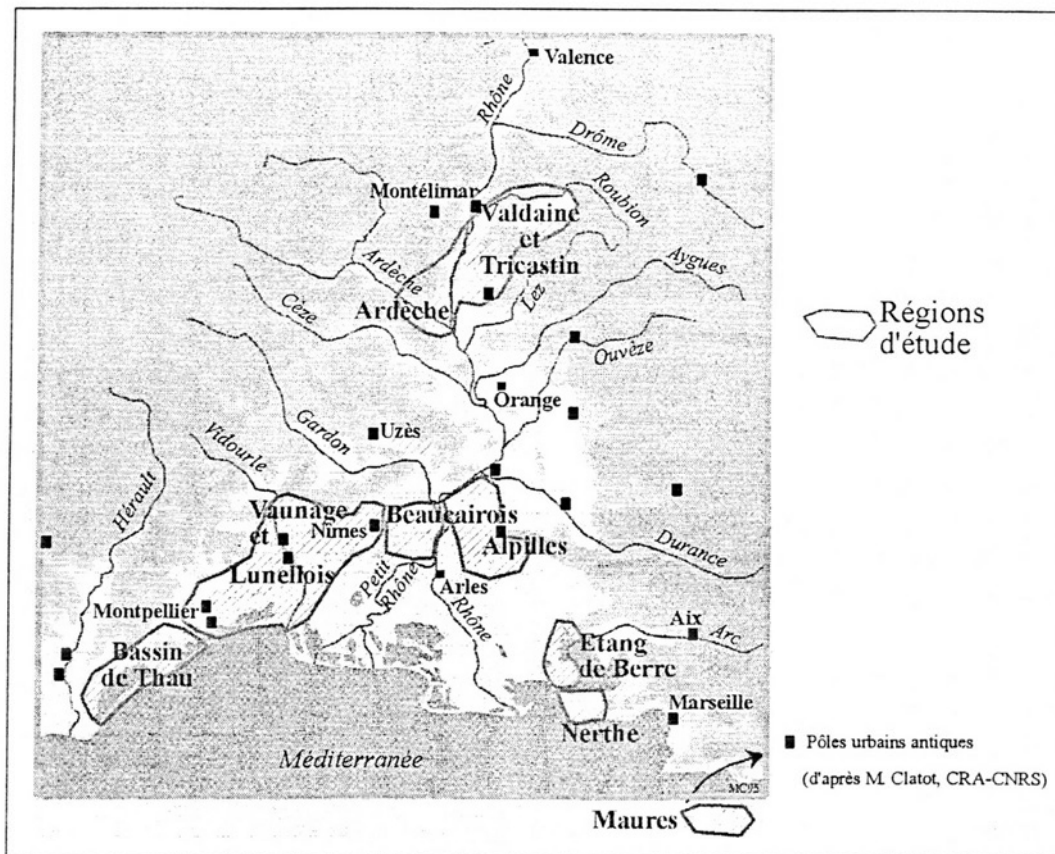 Valence
Rhône
Drôme
Montélimar
Roubion
Valdaine
et
Tricastin
Aygues
Ardèche
Lez
Ardèche
Cèze
Régions
d'étude
Ouvèze
Orange
Gardon
Uzès
Vidourle
Hérault
Vaunage
et
Lunellois
Nîmes
Beaucairois
Alpilles
Durance
Petit
Rhône
Arles
Rhône
Montpellier
Aix
Arc
Bassin
de Thau
Etang
de Berre
Marseille
Nerthe
Pôles urbains antiques
Méditerranée
(d'après M. Clatot, CRA-CNRS)
MC95
Maures